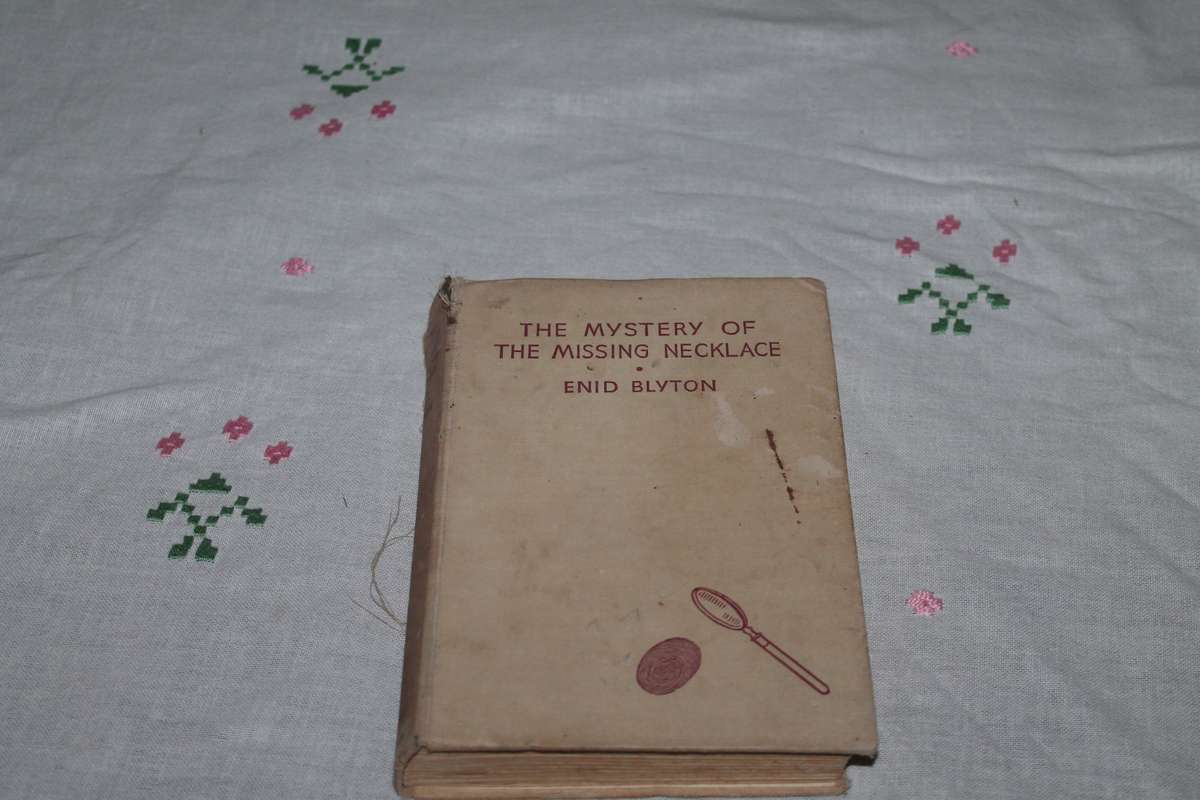 THE MYSTERY OF
THE MISSING NECKLACE
ENID BLYTON